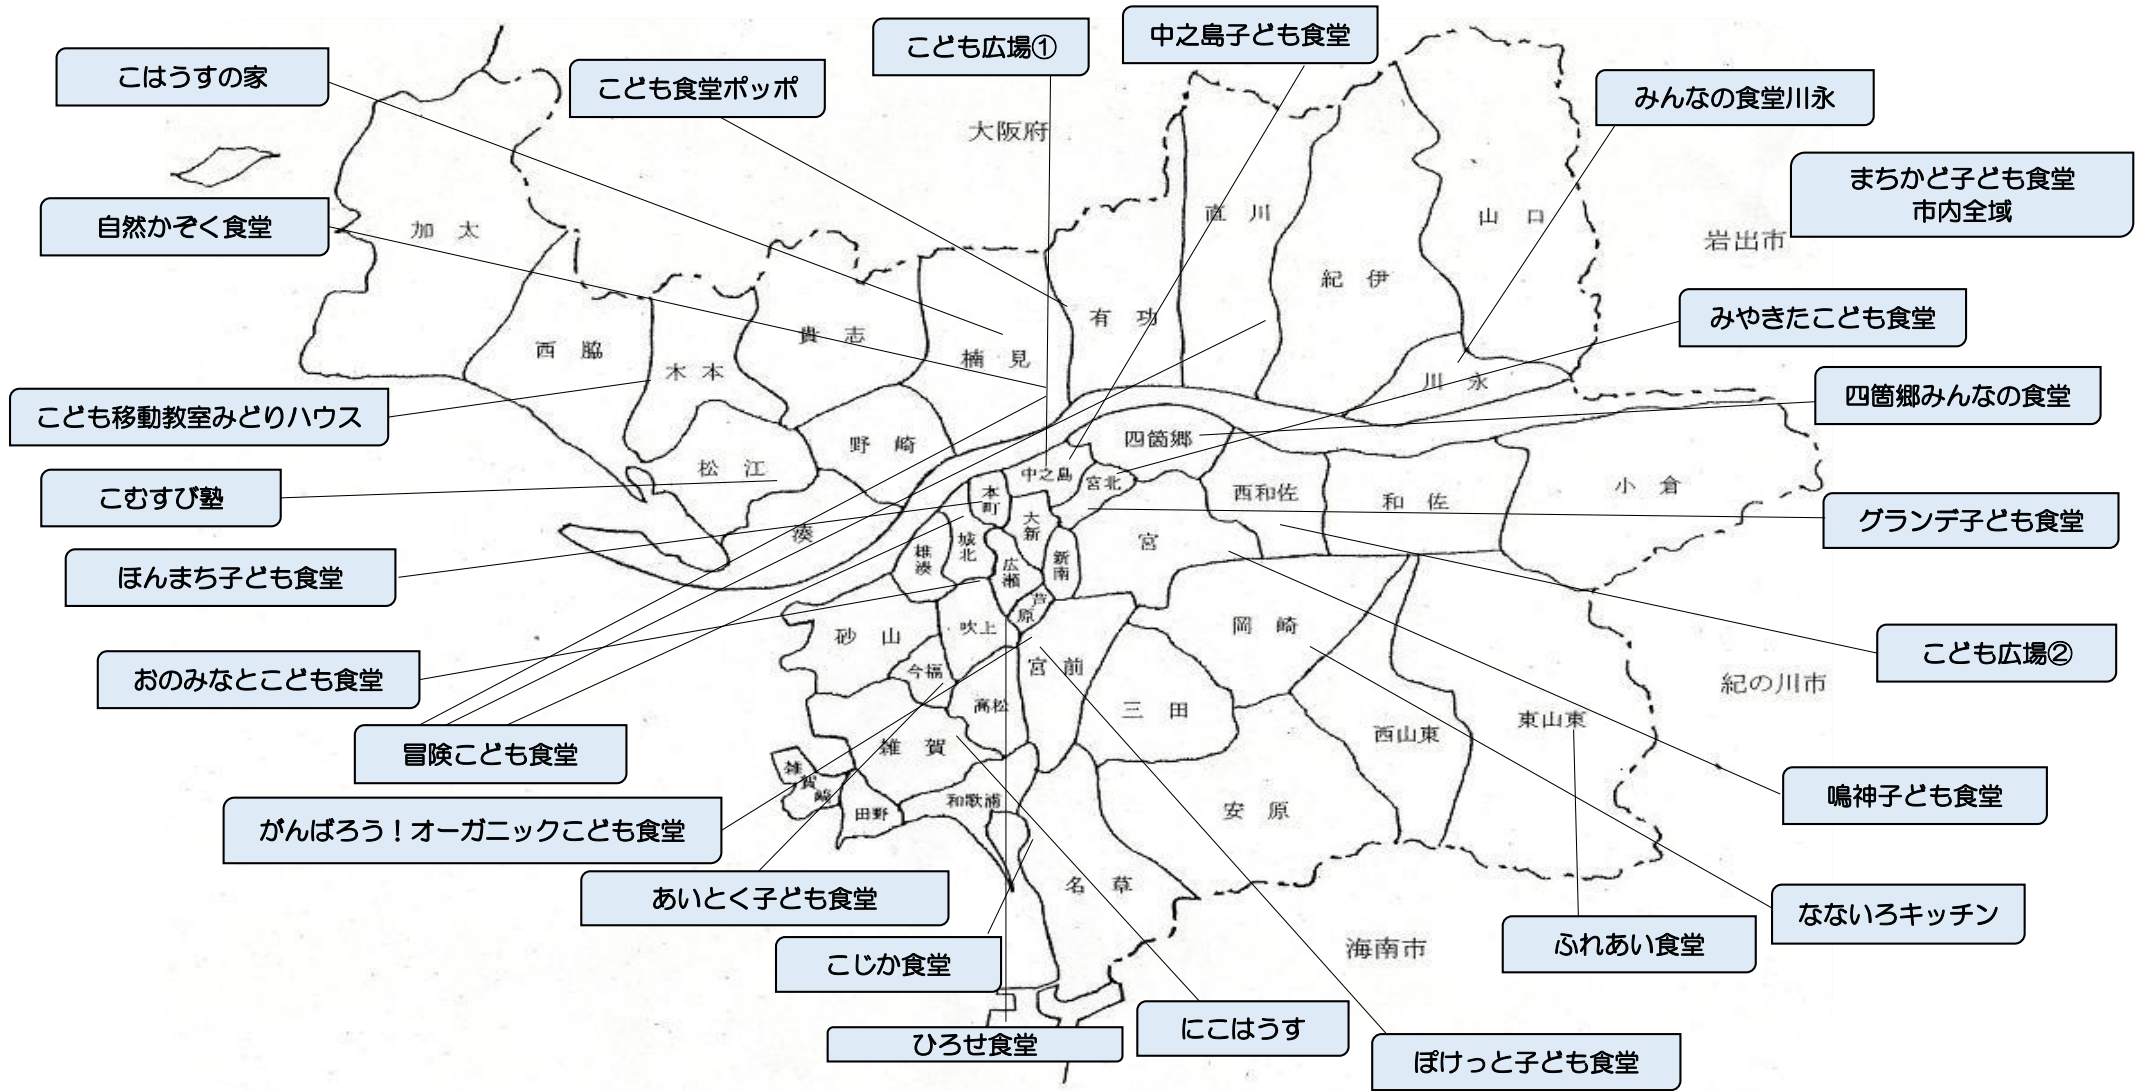 こども広場①
中之島子ども食堂
こはうすの家
こども食堂ポッポ
みんなの食堂川永
大阪府
まちかど子ども食堂
市内全域
自然かぞく食堂
加太
直川
山口
岩出市
紀伊
みやきたこども食堂
有功
貴志
西脇
楠見
木本
川永
こども移動教室みどりハウス
四箇郷みんなの食堂
四箇郷
野崎
松江
中之島
宮北
こむすび塾
本町
西和佐
和佐
小倉
グランデ子ども食堂
大新
湊
宮
城北
雄湊
広瀬
新南
ほんまち子ども食堂
芦原
砂山
吹上
岡崎
おのみなとこども食堂
今福
宮前
こども広場②
紀の川市
高松
三田
東山東
西山東
冒険こども食堂
雑賀
雑賀崎
田野
和歌浦
安原
鳴神子ども食堂
がんばろう！オーガニックこども食堂
あいとく子ども食堂
名草
なないろキッチン
海南市
ふれあい食堂
こじか食堂
にこはうす
ひろせ食堂
ぽけっと子ども食堂